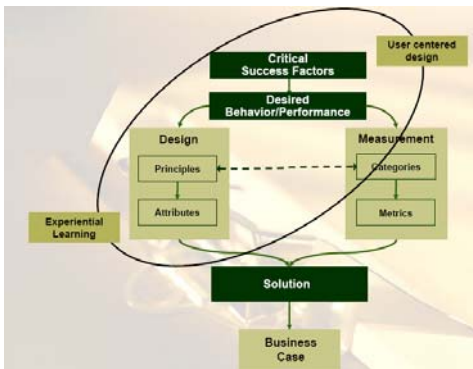 User centered
design
Critical
Success Factors
Desired
Behavior/Performance
Design
Measurement
Principles
Categories
Attributes
Metrics
Experiential
Learning
Solution
Business
Case